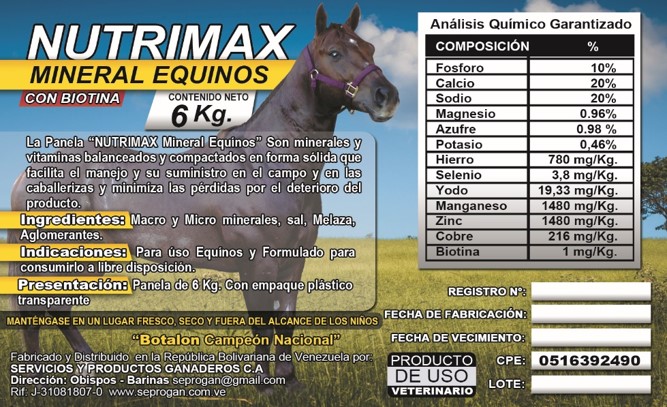 NUTRIMAX
MINERAL EQUINOS
CON BIOTINA
CONTENIDO NETO
6 Kg.
La Panela "NUTRIMAX Mineral Equinos" Son minerales y
vitaminas balanceados y compactados en forma sólida que
facilita el manejo y su suministro en el campo y en las
caballerizas y minimiza las pérdidas por el deterioro del
producto.
Ingredientes: Macro y Micro minerales, sal, Melaza,
Aglomerantes.
Indicaciones: Para úso Equinos y Formulado para
consumirlo a libre disposición.
Presentación: Panela de 6 Kg. Con empaque plástico
transparente
MANTÉNGASE EN UN LUGAR FRESCO, SECO Y FUERA DEL ALCANCE DE LOS NIÑOS
"Botalon Campeón Nacional"
Fabricado y Distribuido en la República Bolivariana de Venezuela por:
SERVICIOS Y PRODUCTOS GANADEROS C.A
Dirección: Obispos - Barinas seprogan@gmail.com
Rif. J-31081807-0 www.seprogan.com.ve
Análisis Químico Garantizado
COMPOSICIÓN %
Fosforo 10%
Calcio 20%
Sodio 20%
Magnesio 0.96%
Azufre 0.98 %
Potasio 0,46%
Hierro 780 mg/Kg.
Selenio 3,8 mg/Kg.
Yodo 19,33 mg/Kg.
Manganeso 1480 mg/Kg.
Zinc 1480 mg/Kg.
Cobre 216 mg/Kg.
Biotina 1 mg/Kg.
REGISTRO Nº:
FECHA DE FABRICACIÓN:
FECHA DE VECIMIENTO:
PRODUCTO
DE USO
VETERINARIO
CPE: 0516392490
LOTE: